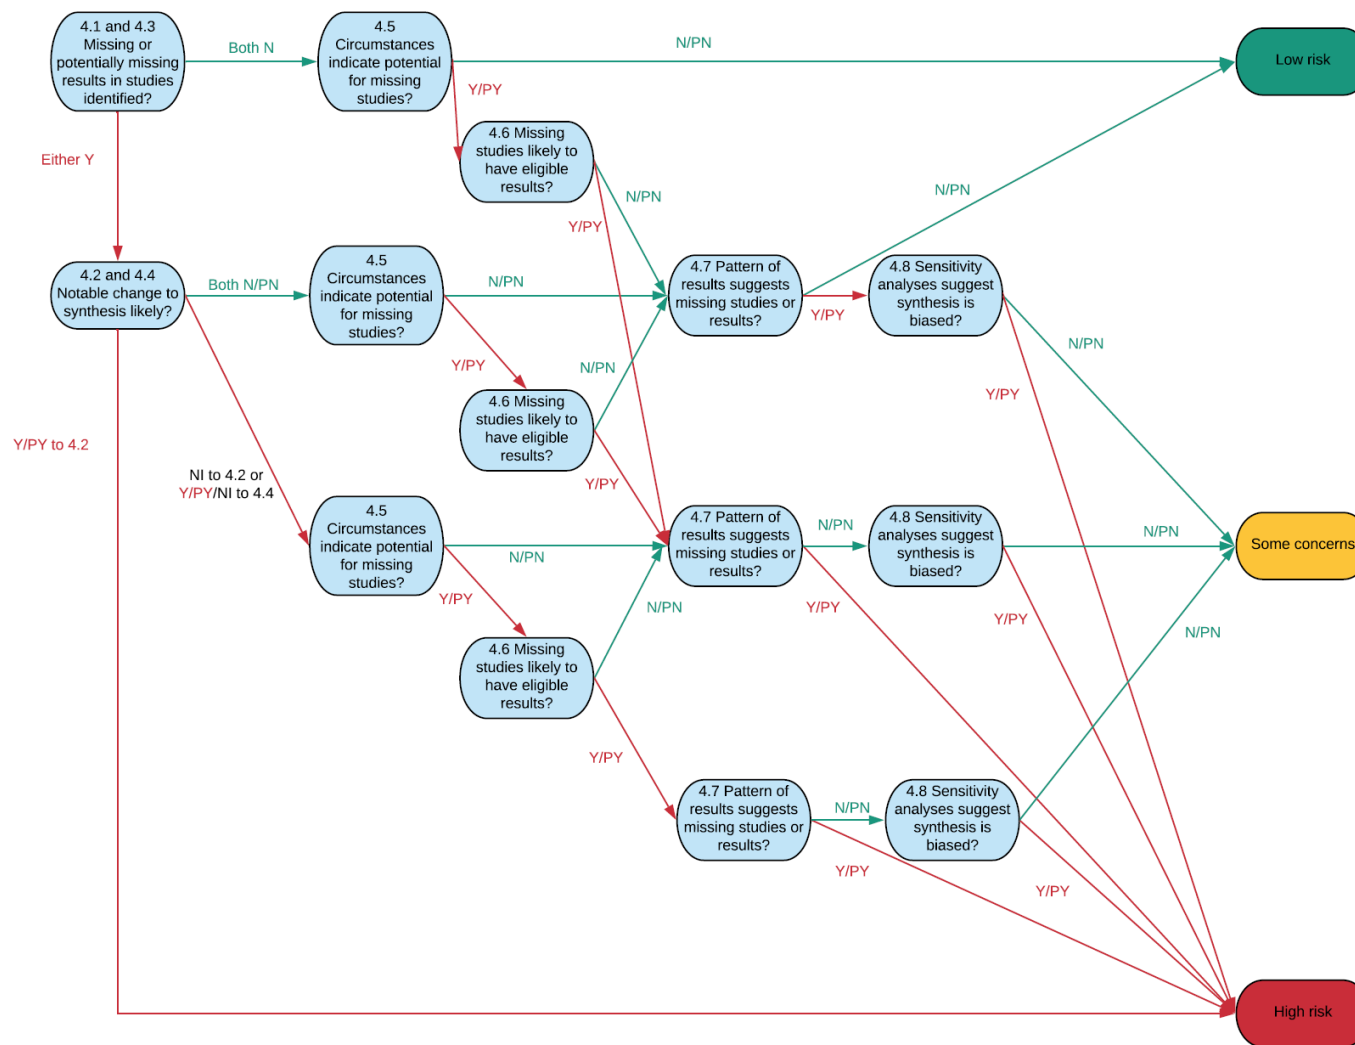 4.1 and 4.3
Missing or
potentially missing
results in studies
identified?
Both N
4.5
Circumstances
indicate potential
for missing
studies?
N/PN
Low risk
Y/PY
4.6 Missing
studies likely to
have eligible
results?
Either Y
N/PN
Y/PY
N/PN
4.2 and 4.4
Notable change to
synthesis likely?
Both N/PN
4.5
Circumstances
indicate potential
for missing
studies?
N/PN
4.7 Pattern of
results suggests
missing studies or
results?
Y/PY
4.8 Sensitivity
analyses suggest
synthesis is
biased?
N/PN
Y/PY
Y/PY
N/PN
4.6 Missing
studies likely to
have eligible
results?
Y/PY
Y/PY to 4.2
NI to 4.2 or
Y/PY/NI to 4.4
4.5
Circumstances
indicate potential
for missing
studies?
N/PN
4.7 Pattern of
results suggests
missing studies or
results?
N/PN
4.8 Sensitivity
analyses suggest
synthesis is
biased?
N/PN
Some concerns
Y/PY
N/PN
Y/PY
Y/PY
N/PN
4.6 Missing
studies likely to
have eligible
results?
Y/PY
4.7 Pattern of
results suggests
missing studies or
results?
N/PN
4.8 Sensitivity
analyses suggest
synthesis is
biased?
Y/PY
Y/PY
High risk